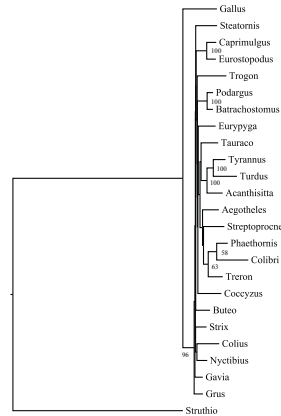 Gallus
Steatornis
Caprimulgus
100
Eurostopodus
Trogon
Podargus
100
Batrachostomus
Eurypyga
Tauraco
Tyrannus
100
Turdus
100
Acanthisitta
Aegotheles
Streptoprocne
Phaethornis
58
Colibri
63
Treron
Coccyzus
Buteo
Strix
Colius
96
Nyctibius
Gavia
Grus
Struthio